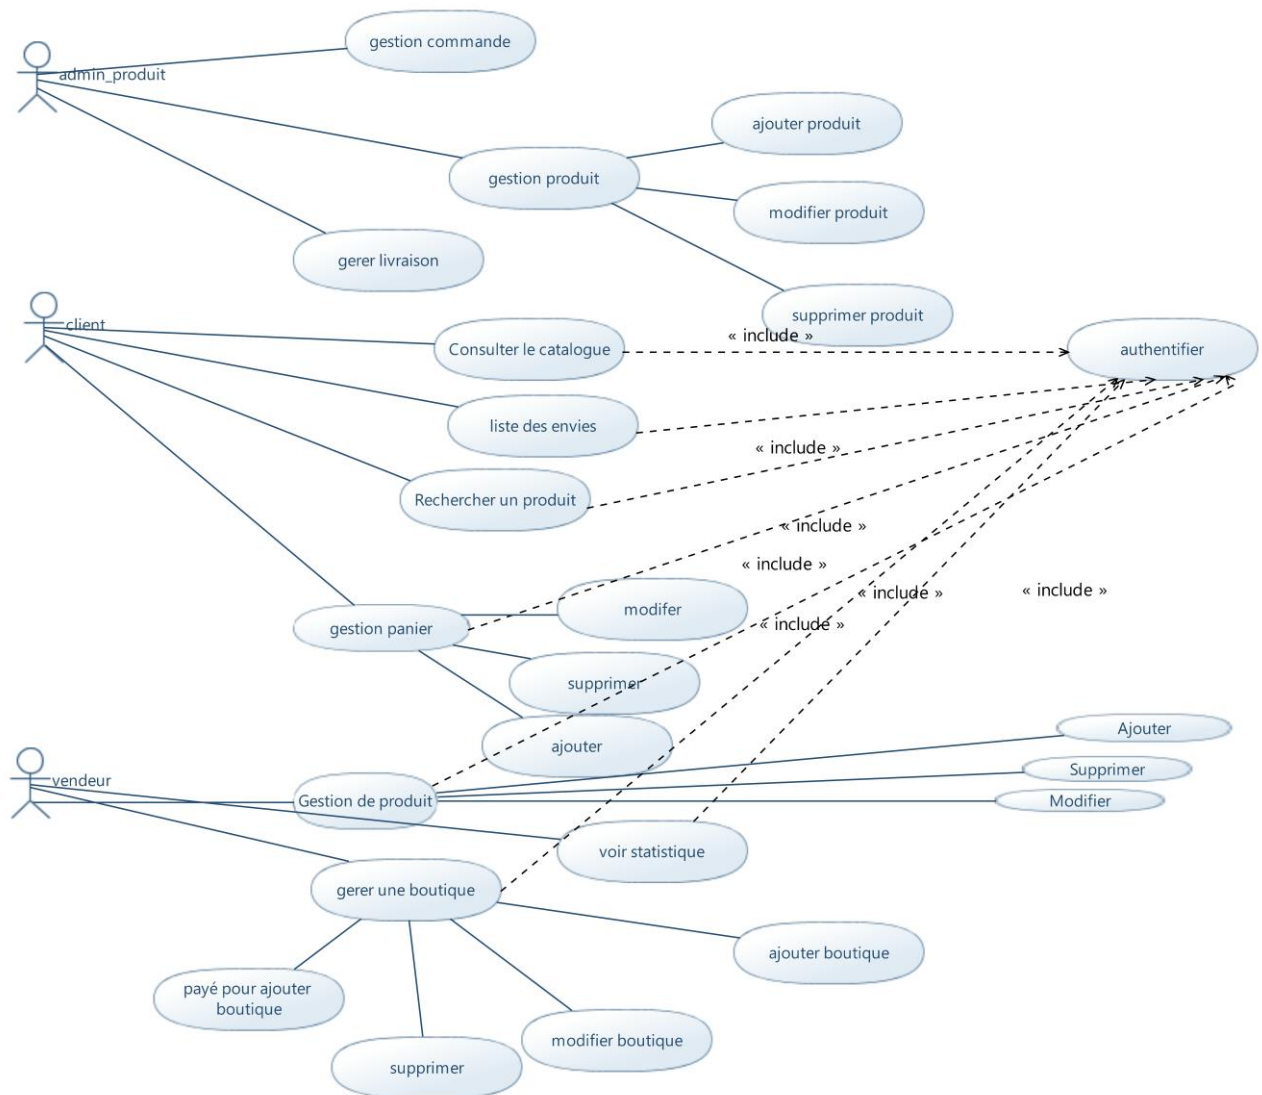 gestion commande
admin_produit
ajouter produit
gestion produit
modifier produit
gerer livraison
supprimer produit
client
« include »
Consulter le catalogue
authentifier
liste des envies
« include »
Rechercher un produit
« include »
« include »
« include »
« include »
modifer
« include »
gestion panier
supprimer
Ajouter
ajouter
Supprimer
vendeur
Gestion de produit
Modifier
voir statistique
gerer une boutique
ajouter boutique
payé pour ajouter
boutique
modifier boutique
supprimer